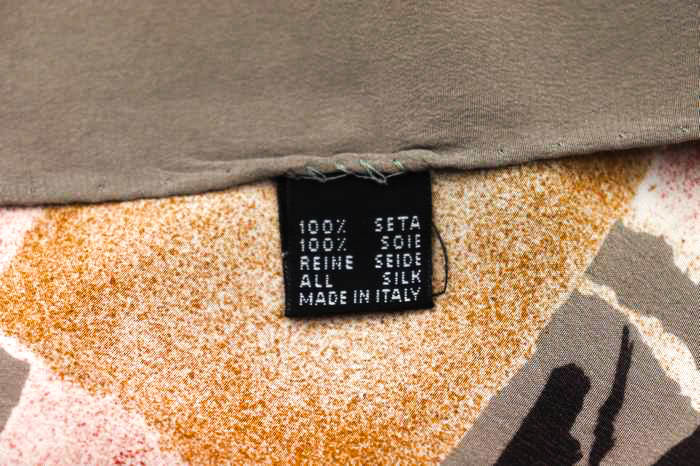 100% SETA
100% SOIE
REINE SEIDE
ALL SILK
MADE IN ITALY